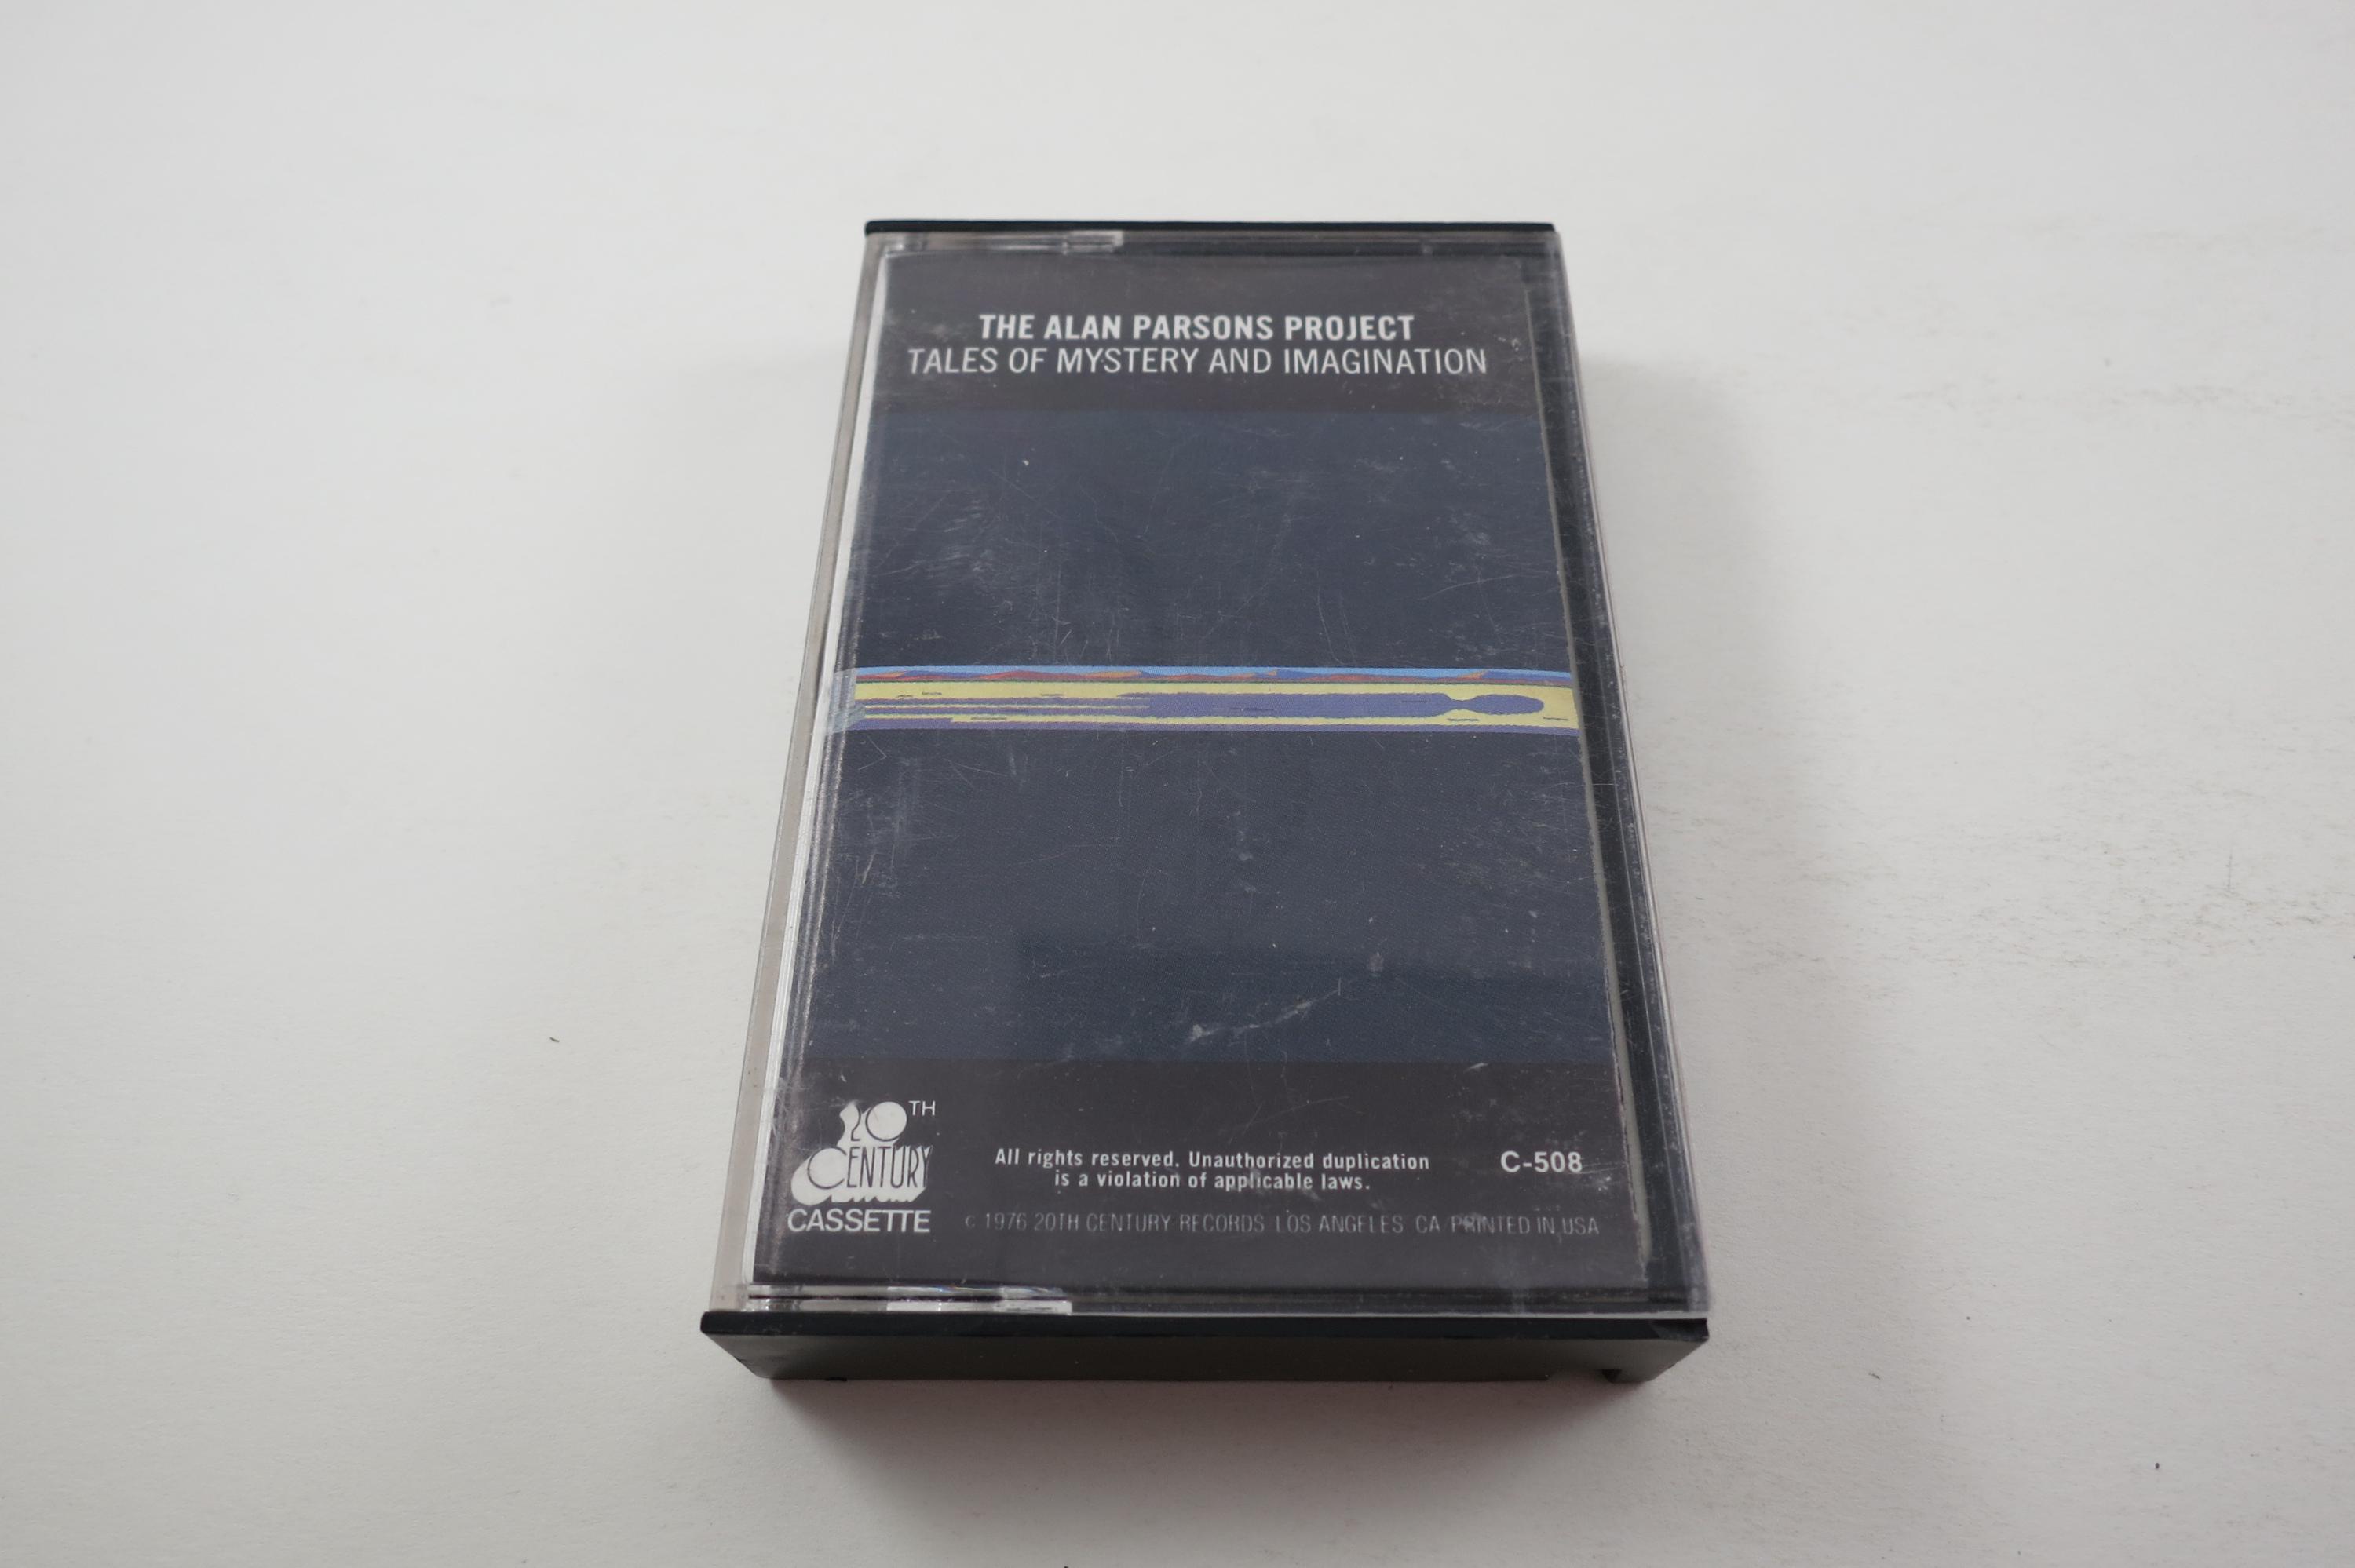 THE ALAN PARSONS PROJECT
TALES OF MYSTERY AND IMAGINATION
20TH
CENTURY
CASSETTE
All rights reserved. Unauthorized duplication
is a violation of applicable laws.
C-508
c 1976 20TH CENTURY RECORDS LOS ANGELES CA PRINTED IN USA